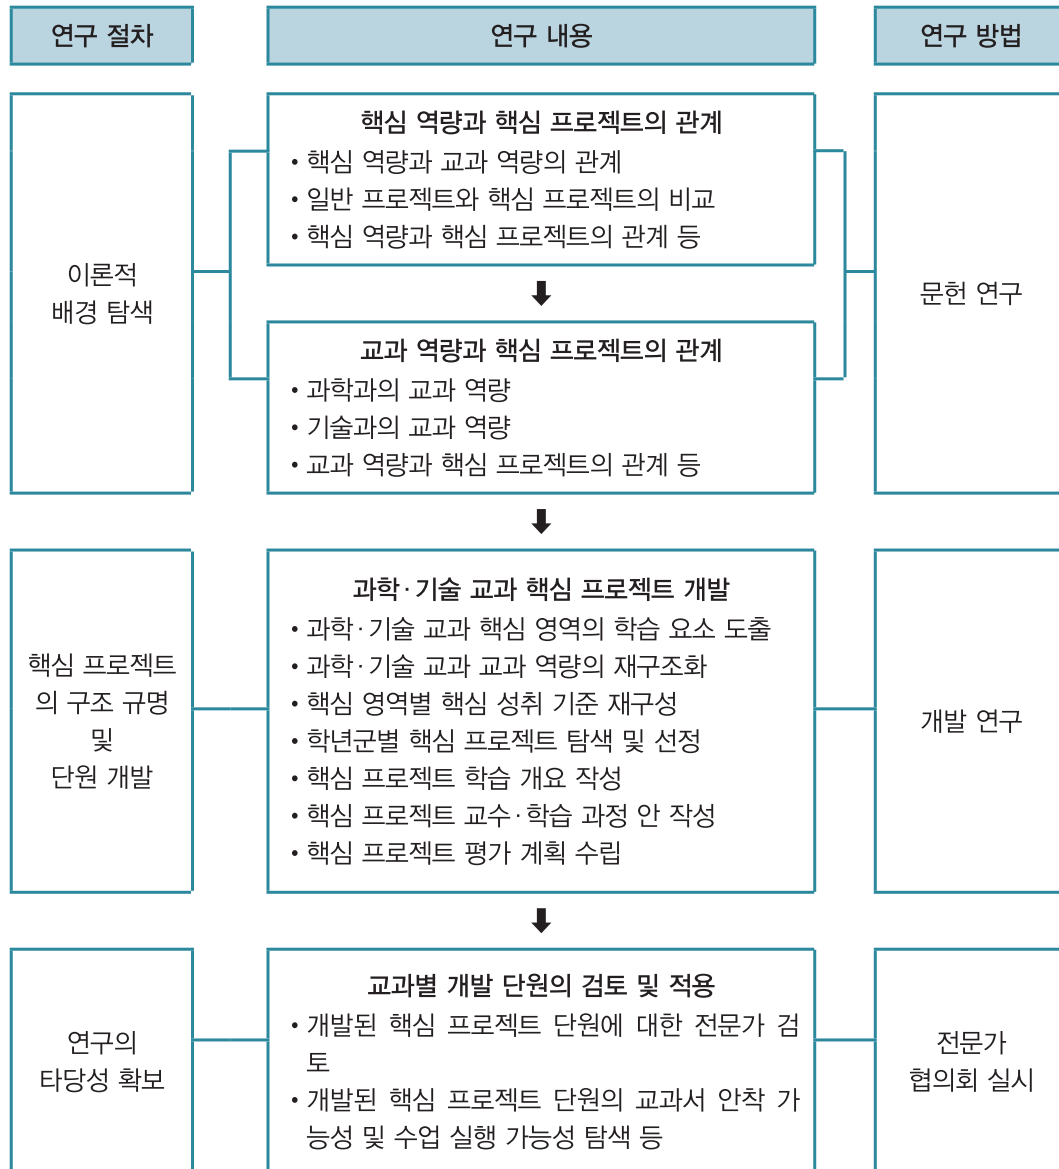 연구 절차
연구 내용
연구 방법
이론적
배경 탐색
핵심 역량과 핵심 프로젝트의 관계
• 핵심 역량과 교과 역량의 관계
• 일반 프로젝트와 핵심 프로젝트의 비교
• 핵심 역량과 핵심 프로젝트의 관계 등
교과 역량과 핵심 프로젝트의 관계
• 과학과의 교과 역량
• 기술과의 교과 역량
• 교과 역량과 핵심 프로젝트의 관계 등
문헌 연구
핵심 프로젝트
의 구조 규명
및
단원 개발
과학·기술 교과 핵심 프로젝트 개발
• 과학·기술 교과 핵심 영역의 학습 요소 도출
• 과학·기술 교과 교과 역량의 재구조화
• 핵심 영역별 핵심 성취 기준 재구성
• 학년군별 핵심 프로젝트 탐색 및 선정
• 핵심 프로젝트 학습 개요 작성
• 핵심 프로젝트 교수·학습 과정 안 작성
• 핵심 프로젝트 평가 계획 수립
개발 연구
연구의
타당성 확보
교과별 개발 단원의 검토 및 적용
• 개발된 핵심 프로젝트 단원에 대한 전문가 검
토
• 개발된 핵심 프로젝트 단원의 교과서 안착 가
능성 및 수업 실행 가능성 탐색 등
전문가
협의회 실시